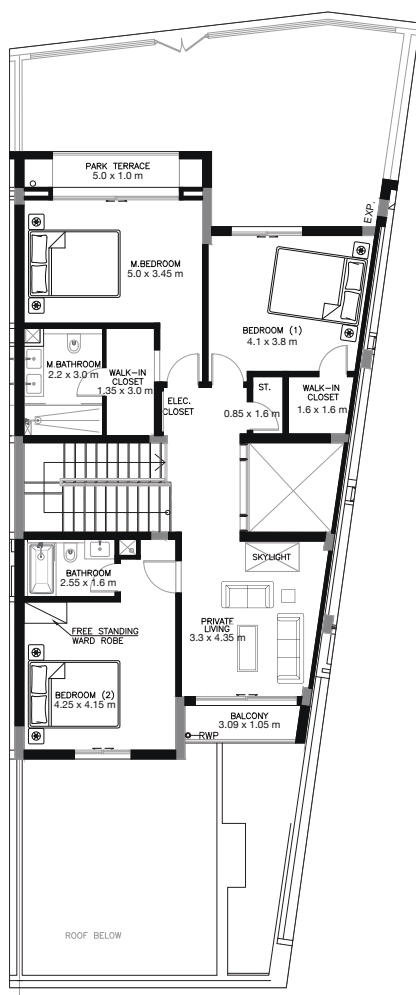 PARK TERRACE
5.0 x 1.0 m
EXP.
M.BEDROOM
5.0 x 3.45 m
BEDROOM (1)
4.1 x 3.8 m
M.BATHROOM
2.2 x 3.0 m
WALK-IN
CLOSET
1.35 x 3.0 m
ELEC.
CLOSET
ST.
0.85 x 1.6 m
WALK-IN
CLOSET
1.6 x 1.6 m
SKYLIGHT
BATHROOM
2.55 x 1.6 m
PRIVATE
LIVING
3.3 x 4.35 m
FREE STANDING
WARD ROBE
BEDROOM (2)
4.25 x 4.15 m
BALCONY
3.09 x 1.05 m
RWP
ROOF BELOW